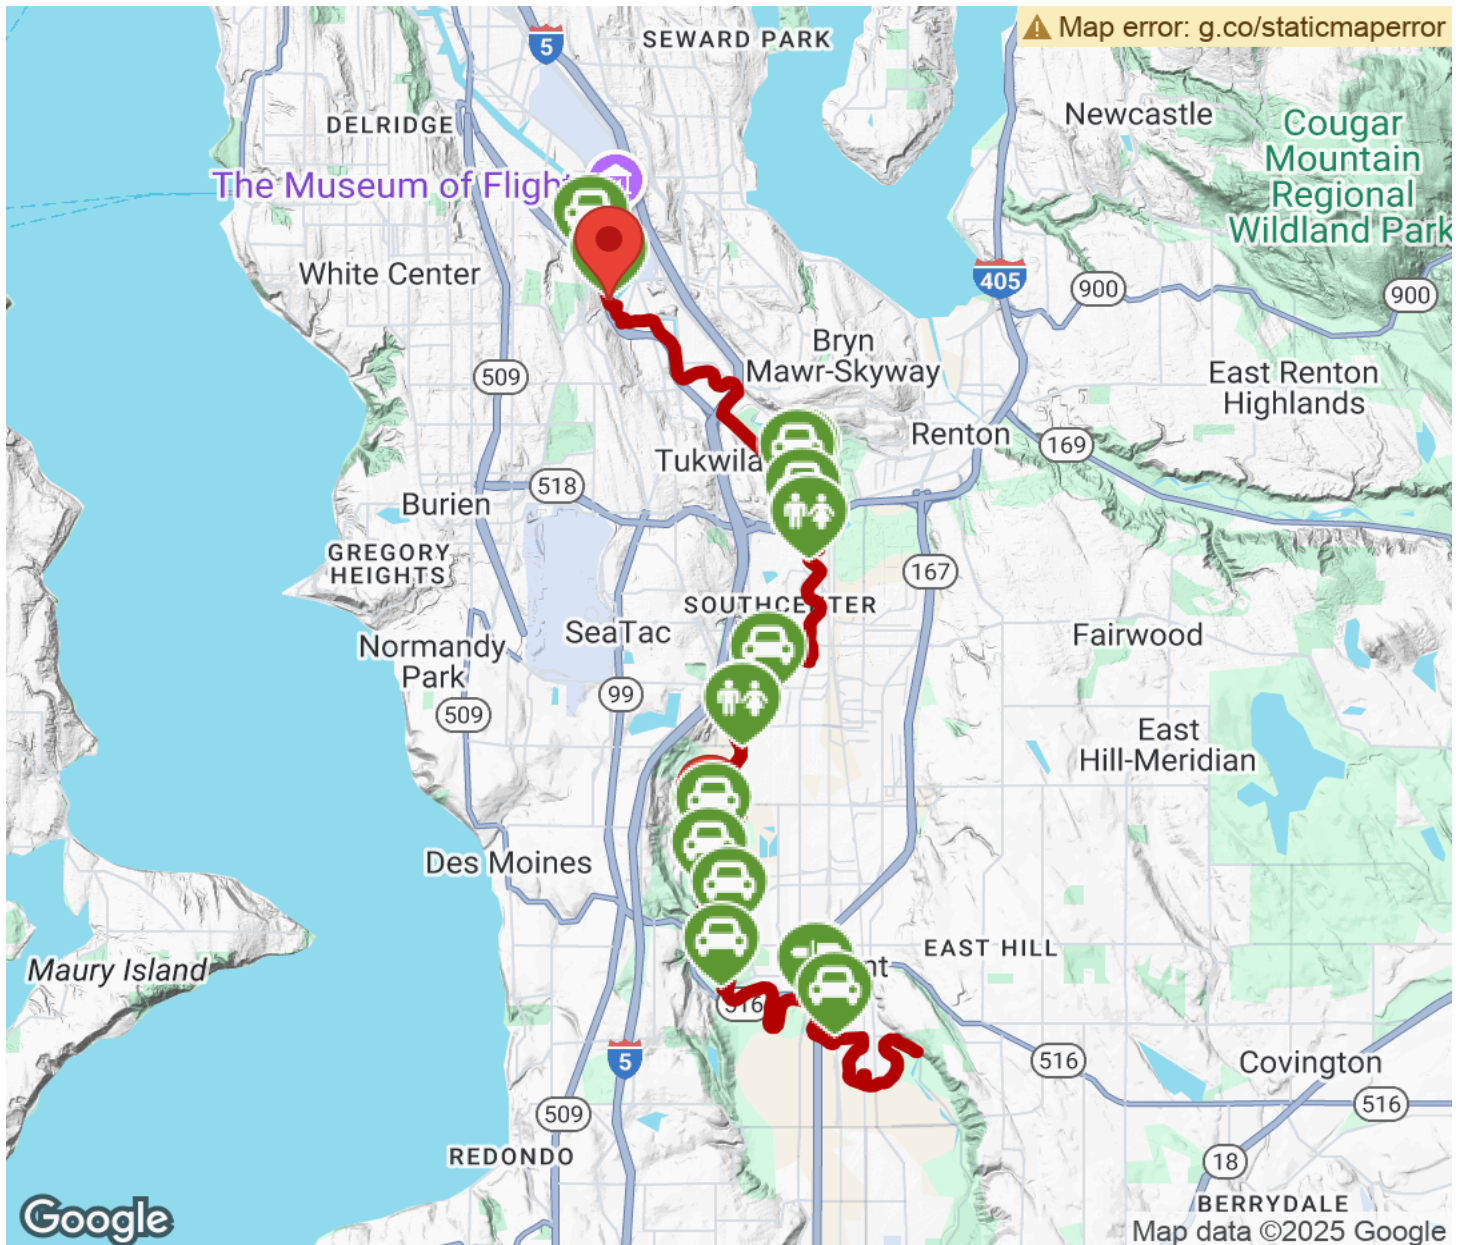 Map error: g.co/staticmaperror
5
SEWARD PARK
Newcastle
DELRIDGE
Cougar
Mountain
Regional
Wildland Park
The Museum of Flight
White Center
405
900
900
Bryn
Mawr-Skyway
509
East Renton
Highlands
Renton
169
Tukwila
518
Burien
GREGORY
HEIGHTS
167
SOUTHCENTER
SeaTac
Fairwood
Normandy
Park
99
509
East
Hill-Meridian
Des Moines
EAST HILL
nt
Maury Island
516
5
516
Covington
509
516
REDONDO
18
BERRYDALE
Google
Map data ©2025 Google